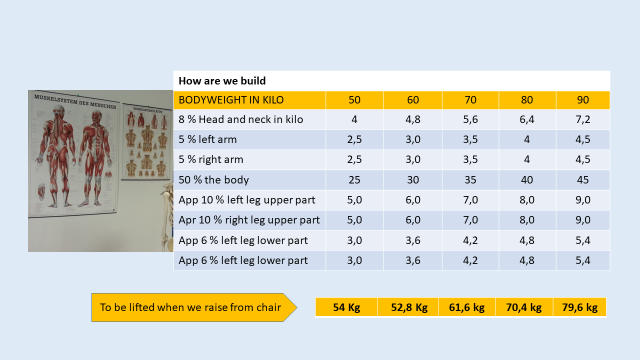 MUSKELSYSTEM DES MENSCHEN
How are we build
BODYWEIGHT IN KILO 50 60 70 80 90
8 % Head and neck in kilo 4 4,8 5,6 6,4 7,2
5 % left arm 2,5 3,0 3,5 4 4,5
5 % right arm 2,5 3,0 3,5 4 4,5
50 % the body 25 30 35 40 45
App 10 % left leg upper part 5,0 6,0 7,0 8,0 9,0
Apr 10 % right leg upper part 5,0 6,0 7,0 8,0 9,0
App 6 % left leg lower part 3,0 3,6 4,2 4,8 5,4
App 6 % left leg lower part 3,0 3,6 4,2 4,8 5,4
To be lifted when we raise from chair 54 Kg 52,8 Kg 61,6 kg 70,4 kg 79,6 kg